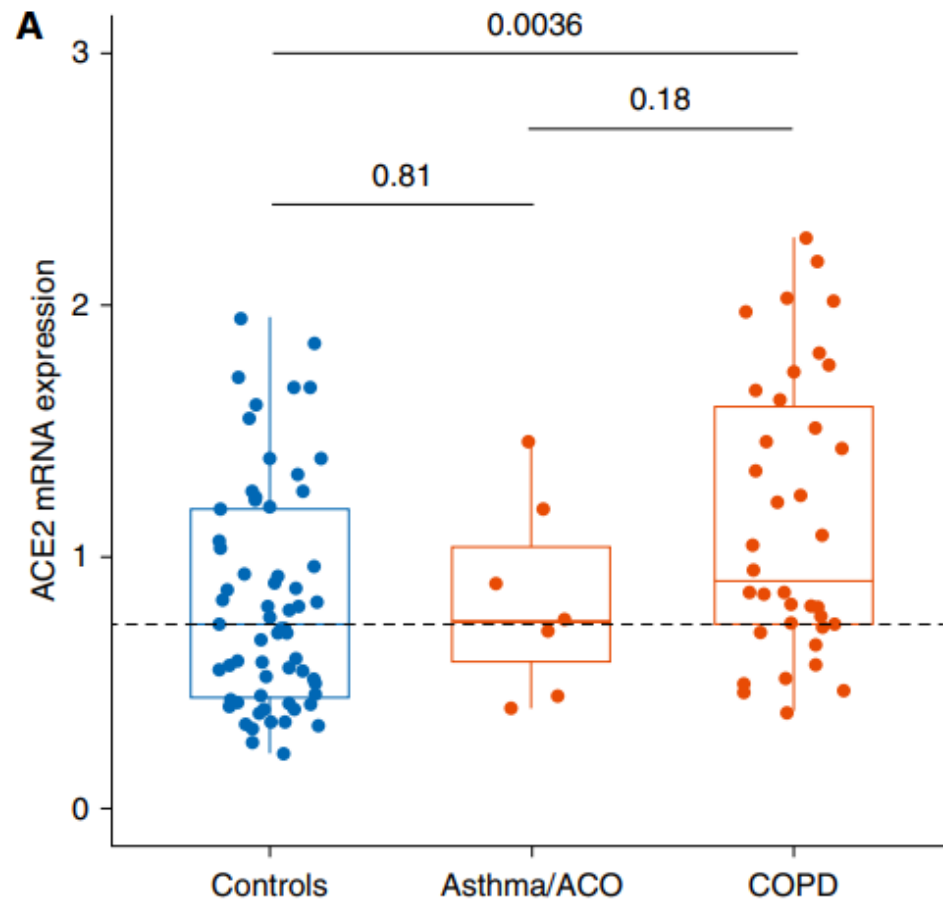 A
0.0036
3
0.18
0.81
ACE2 mRNA expression
2
1
0
Controls Asthma/ACO COPD